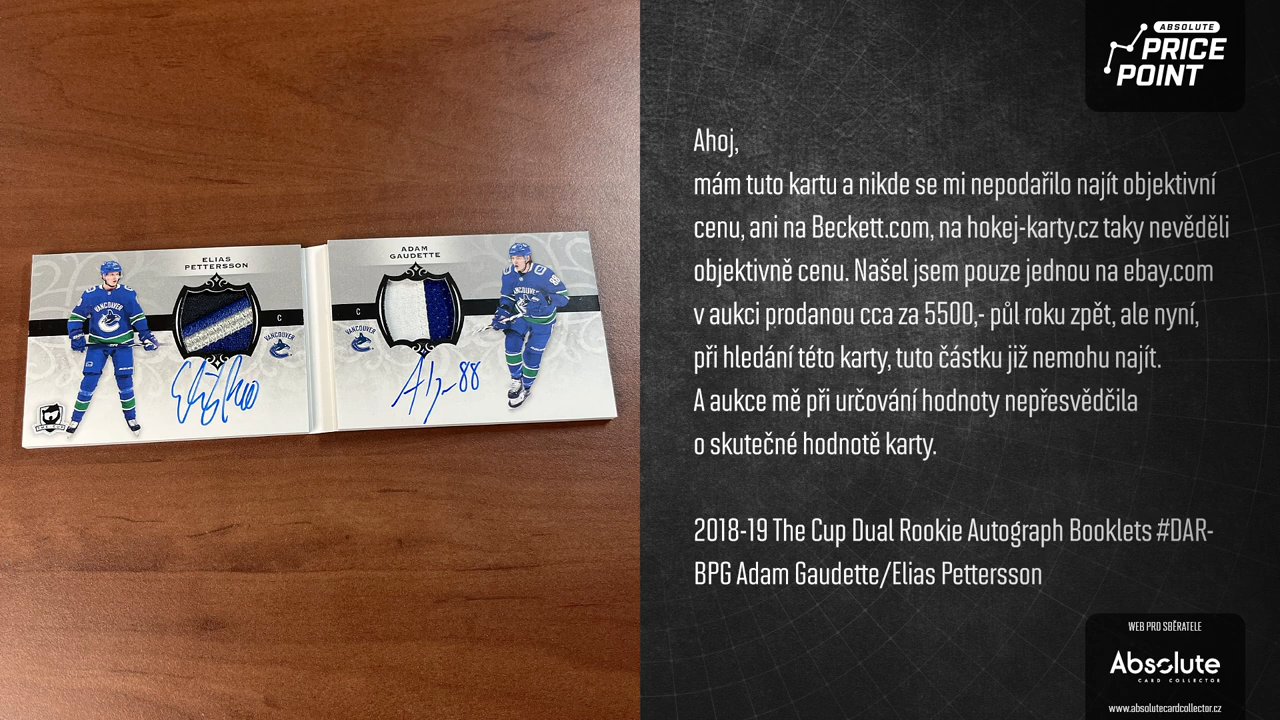 ELIAS
PETTERSSON
C
VANCOUVER
VANCOUVER
THE CUP
ADAM
GAUDETTE
C
VANCOUVER
88
ABSOLUTE
PRICE
POINT
Ahoj,
mám tuto kartu a nikde se mi nepodařilo najít objektivní
cenu, ani na Beckett.com, na hokej-karty.cz taky nevěděli
objektivně cenu. Našel jsem pouze jednou na ebay.com
v aukci prodanou cca za 5500,- půl roku zpět, ale nyní,
při hledání této karty, tuto částku již nemohu najít.
A aukce mě při určování hodnoty nepřesvědčila
o skutečné hodnotě karty.
2018-19 The Cup Dual Rookie Autograph Booklets #DAR-
BPG Adam Gaudette/Elias Pettersson
WEB PRO SBĚRATELE
Absolute
CARD COLLECTOR
www.absolutecardcollector.cz